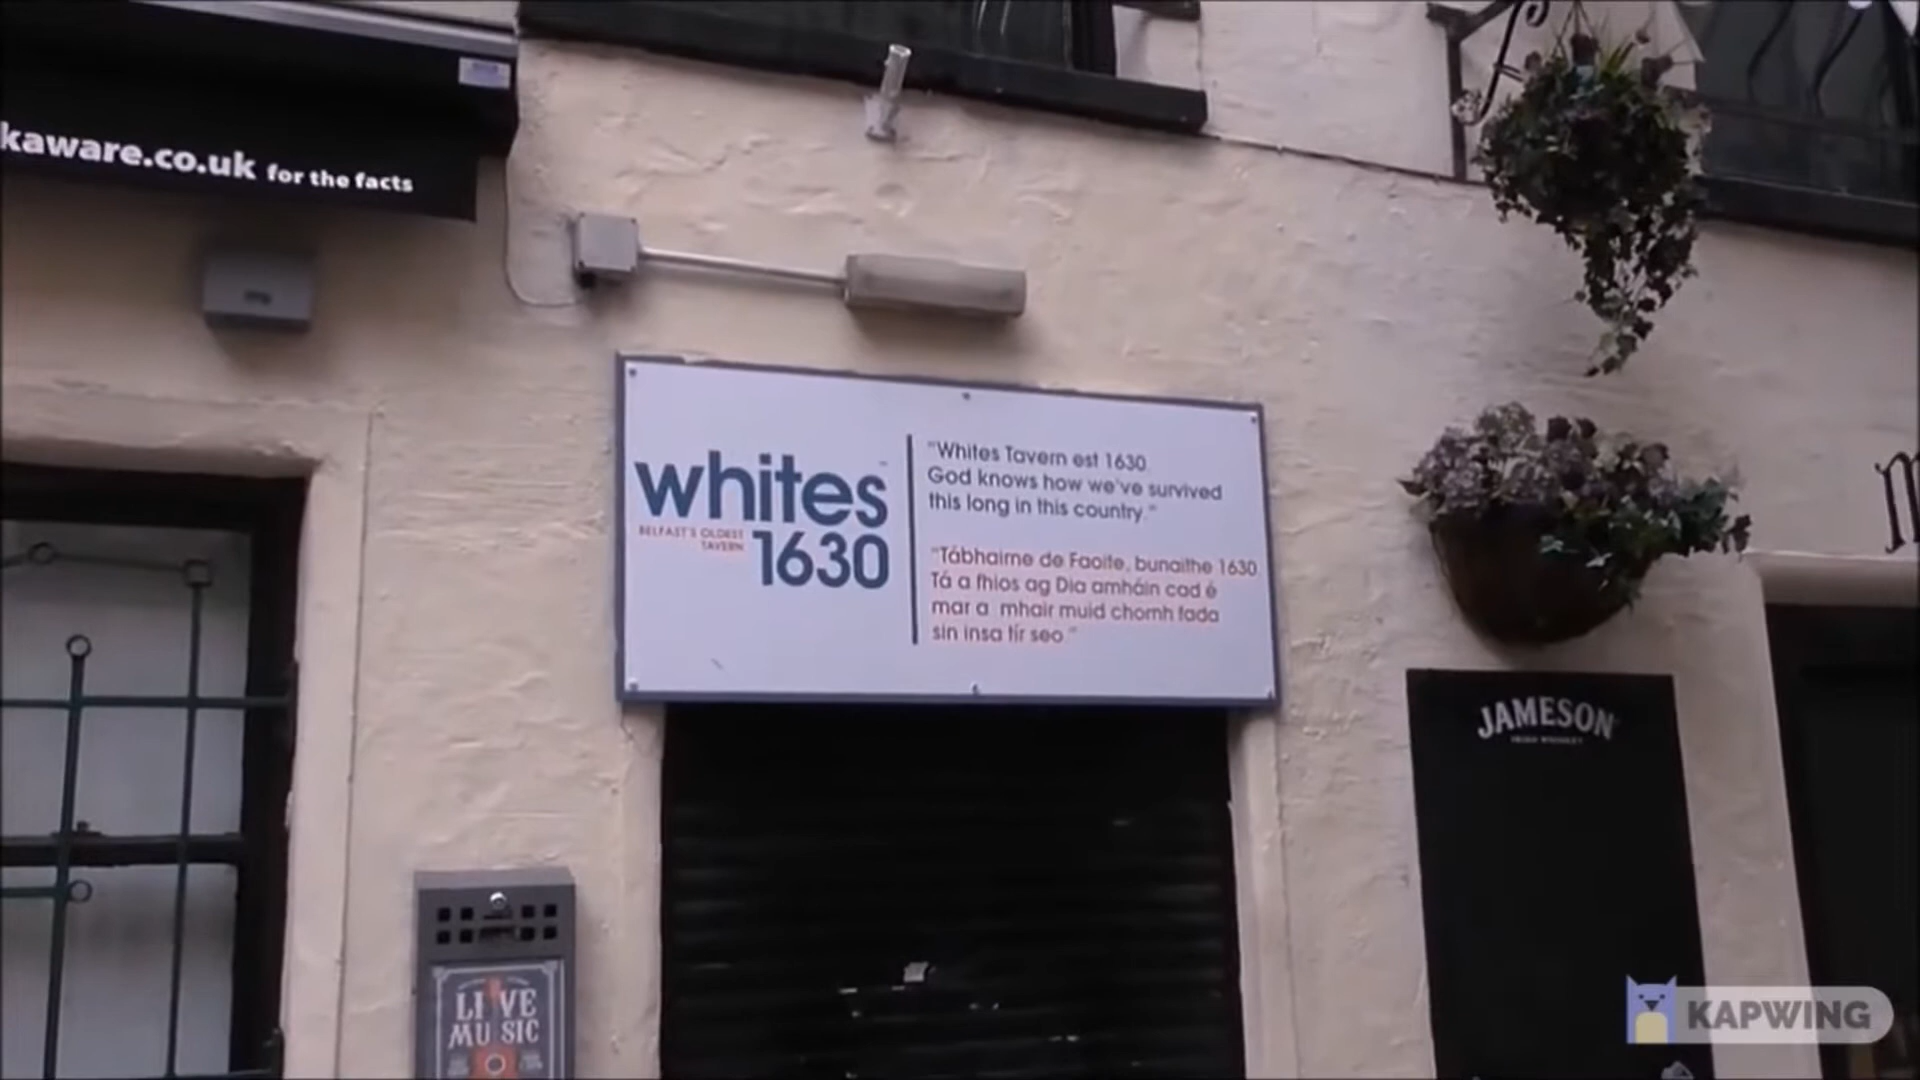 kaware.co.uk for the facts
whites
BELFAST'S OLDEST
TAVERN
1630
"Whites Tavern est 1630.
God knows how we've survived
this long in this country."
"Tábhairne de Faoite, bunaithe 1630
Tá a fhios ag Dia amháin cad é
mar a mhair muid chomh fada
sin insa tír seo"
JAMESON
IRISH WHISKEY
LIVE
MUSIC
KAPWING